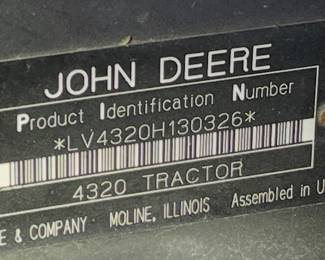 JOHN DEERE
Product Identification Number
*LV4320H130326*
4320 TRACTOR
E & COMPANY MOLINE, ILLINOIS Assembled in U